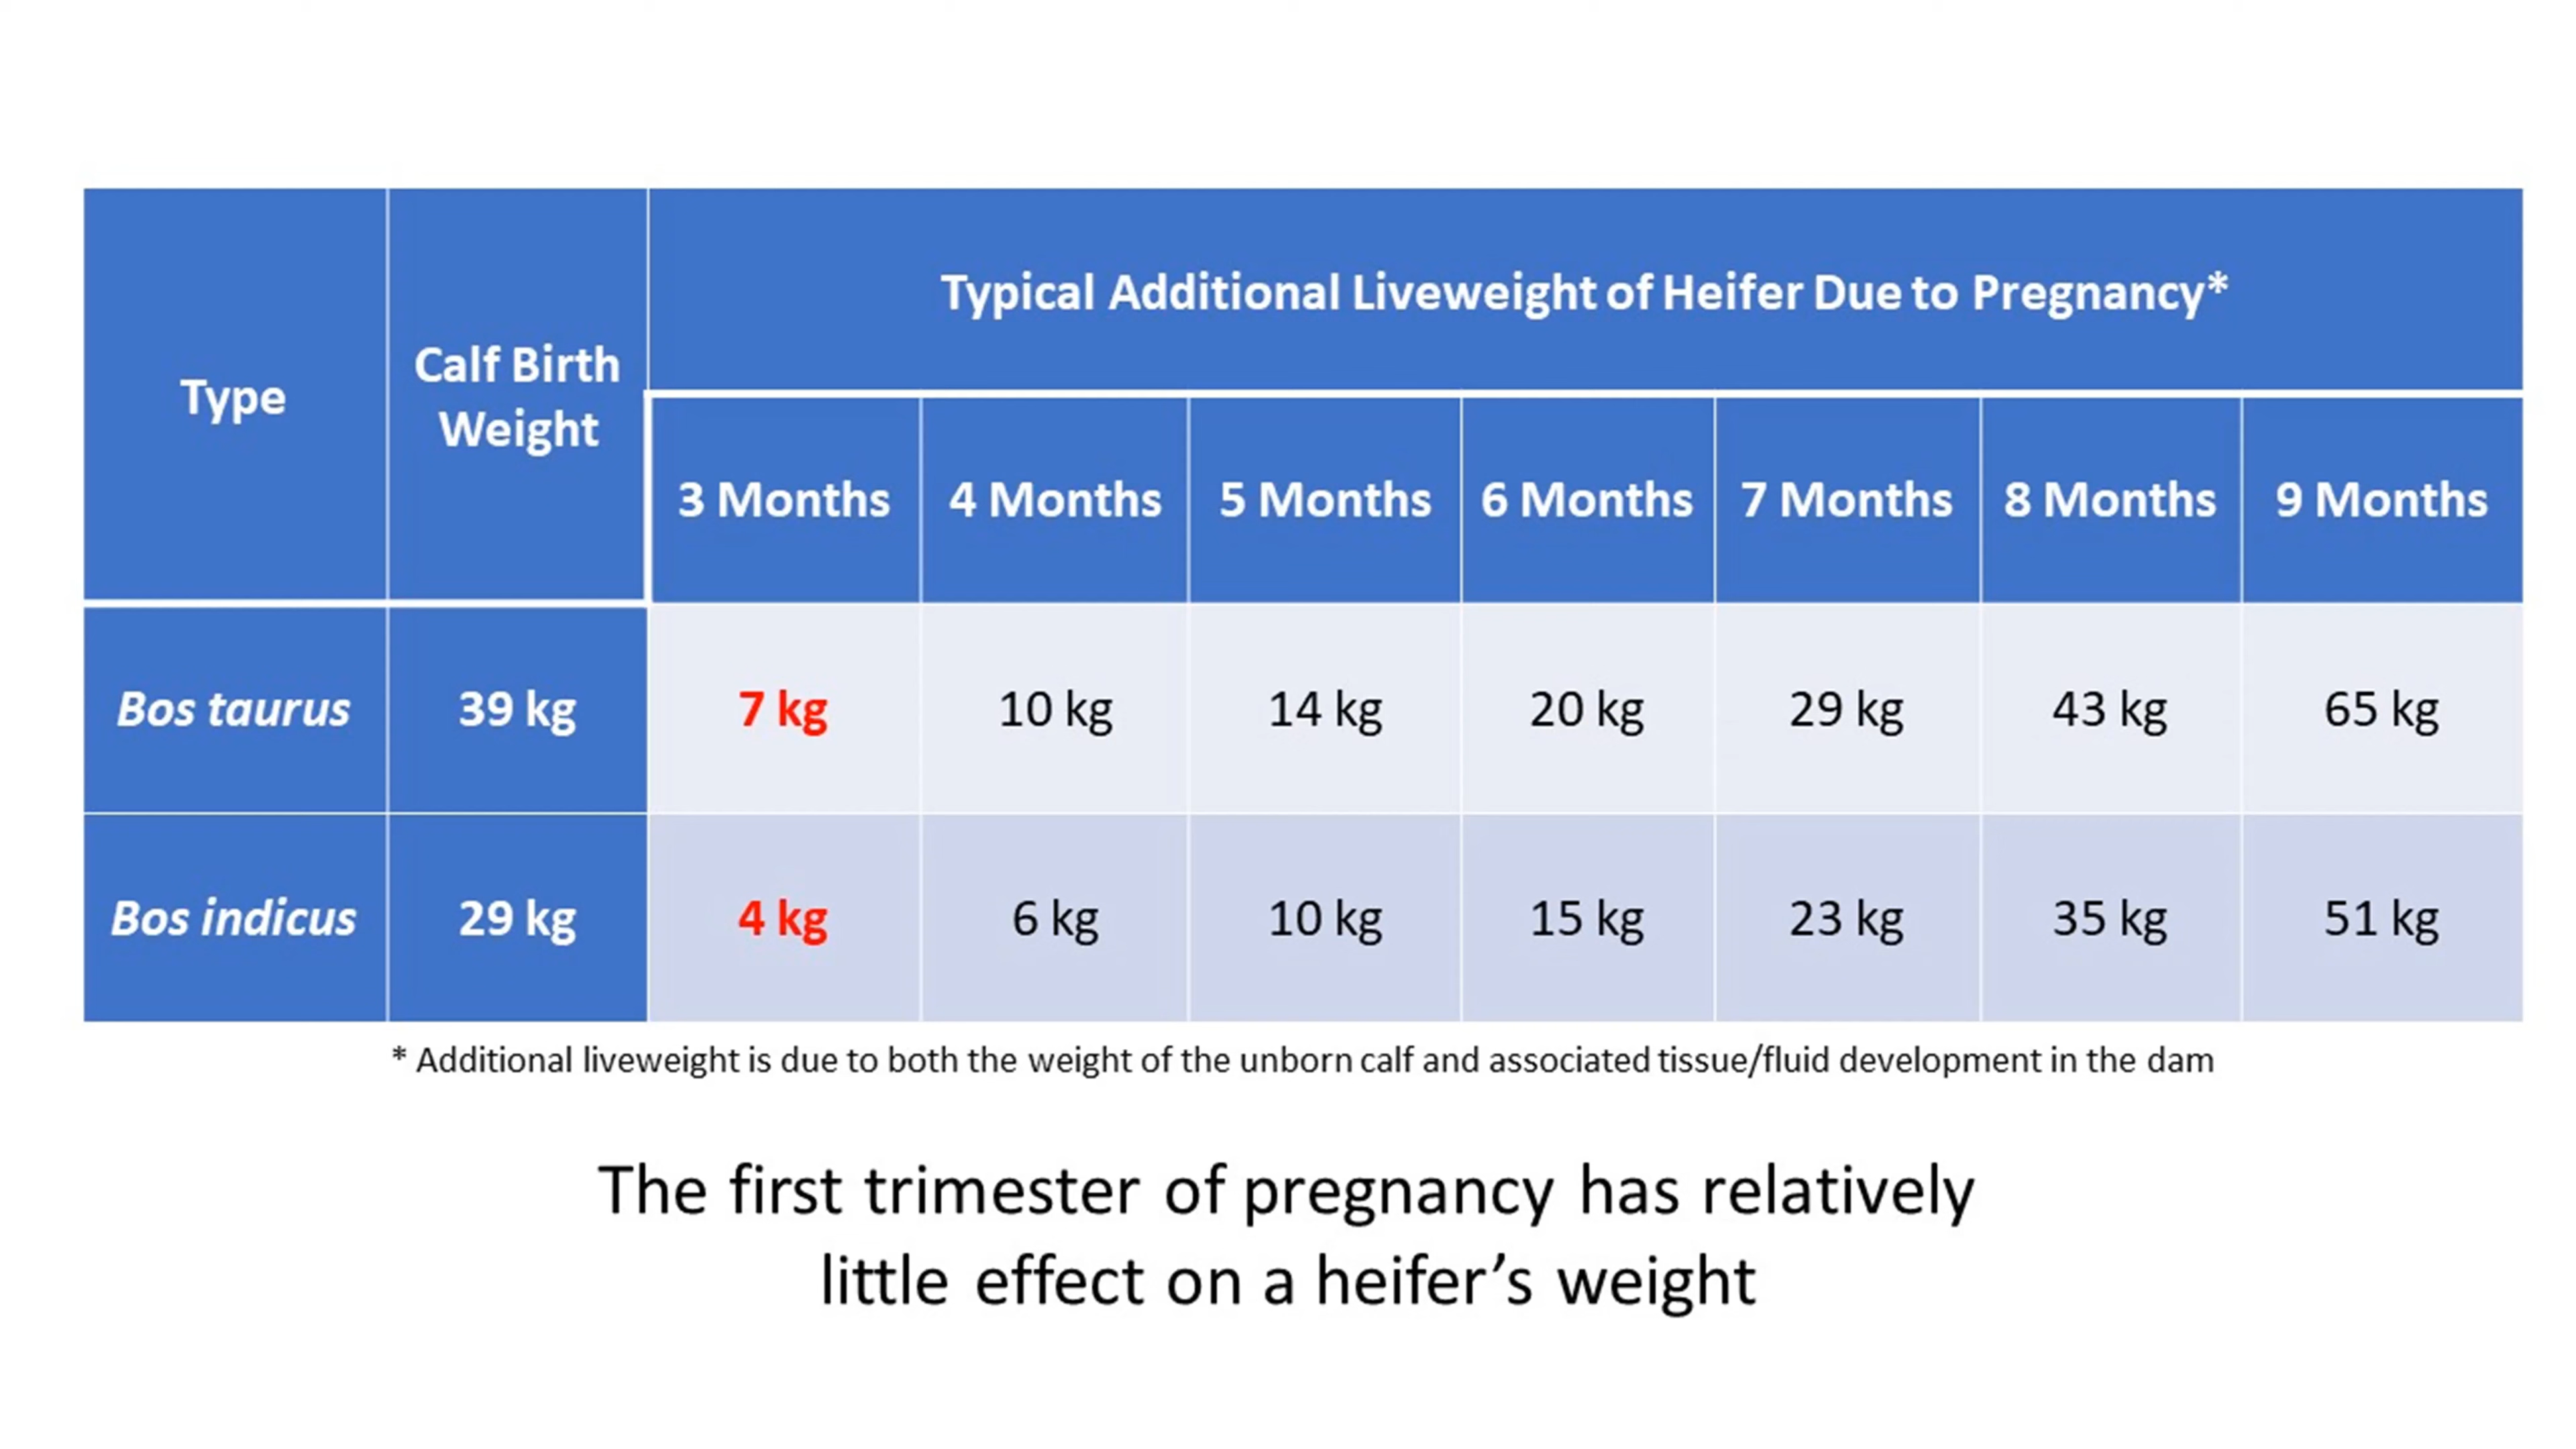 Type
Calf Birth
Weight
Typical Additional Liveweight of Heifer Due to Pregnancy*
3 Months 4 Months 5 Months 6 Months 7 Months 8 Months 9 Months
Bos taurus 39 kg 7 kg 10 kg 14 kg 20 kg 29 kg 43 kg 65 kg
Bos indicus 29 kg 4 kg 6 kg 10 kg 15 kg 23 kg 35 kg 51 kg
* Additional liveweight is due to both the weight of the unborn calf and associated tissue/fluid development in the dam
The first trimester of pregnancy has relatively
little effect on a heifer’s weight